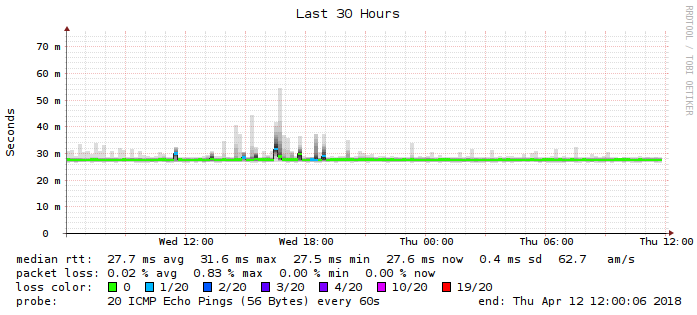 Last 30 Hours
RRDTOOL / TOBI OETIKER
Seconds
70 m
60 m
50 m
40 m
30 m
20 m
10 m
0
Wed 12:00 Wed 18:00 Thu 00:00 Thu 06:00 Thu 12:00
median rtt: 27.7 ms avg 31.6 ms max 27.5 ms min 27.6 ms now 0.4 ms sd 62.7 am/s
packet loss: 0.02 % avg 0.83 % max 0.00 % min 0.00 % now
loss color: 0 1/20 2/20 3/20 4/20 10/20 19/20
probe: 20 ICMP Echo Pings (56 Bytes) every 60s end: Thu Apr 12 12:00:06 2018